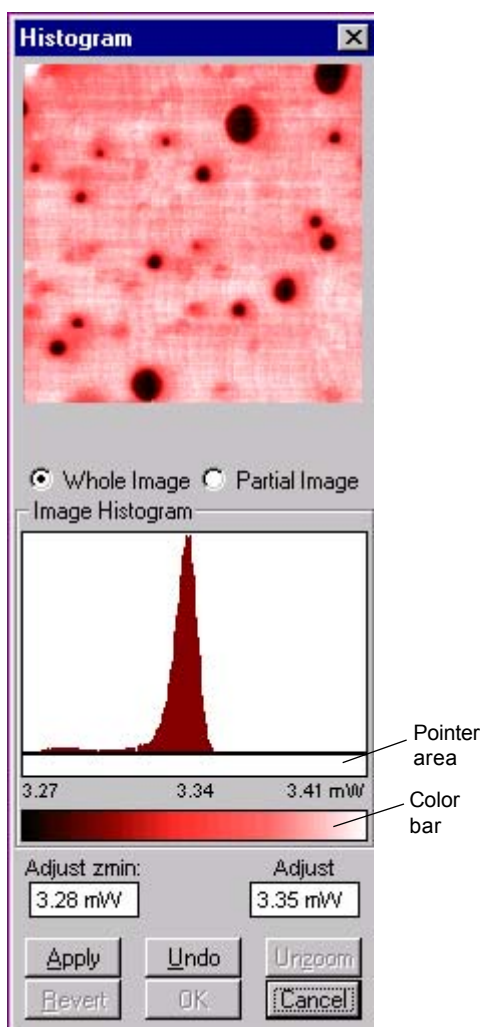 Histogram
Whole Image Partial Image
Image Histogram
Pointer area
3.27 3.34 3.41 mW
Color bar
Adjust zmin: Adjust
3.28 mW 3.35 mW
Apply Undo Unzoom
Revert OK Cancel